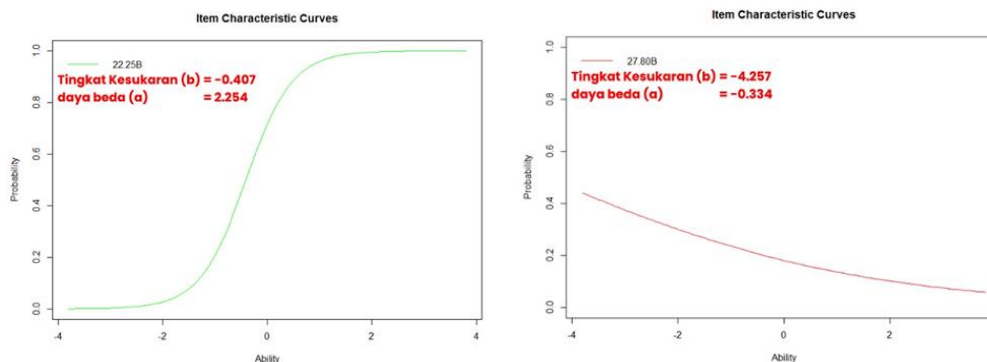 Item Characteristic Curves
22.25B
Tingkat Kesukaran (b) = -0.407
daya beda (a) = 2.254
Probability
0.0
0.2
0.4
0.6
0.8
1.0
-4
-2
0
2
4
Ability
Item Characteristic Curves
27.80B
Tingkat Kesukaran (b) = -4.257
daya beda (a) = -0.334
Probability
0.0
0.2
0.4
0.6
0.8
1.0
-4
-2
0
2
Ability